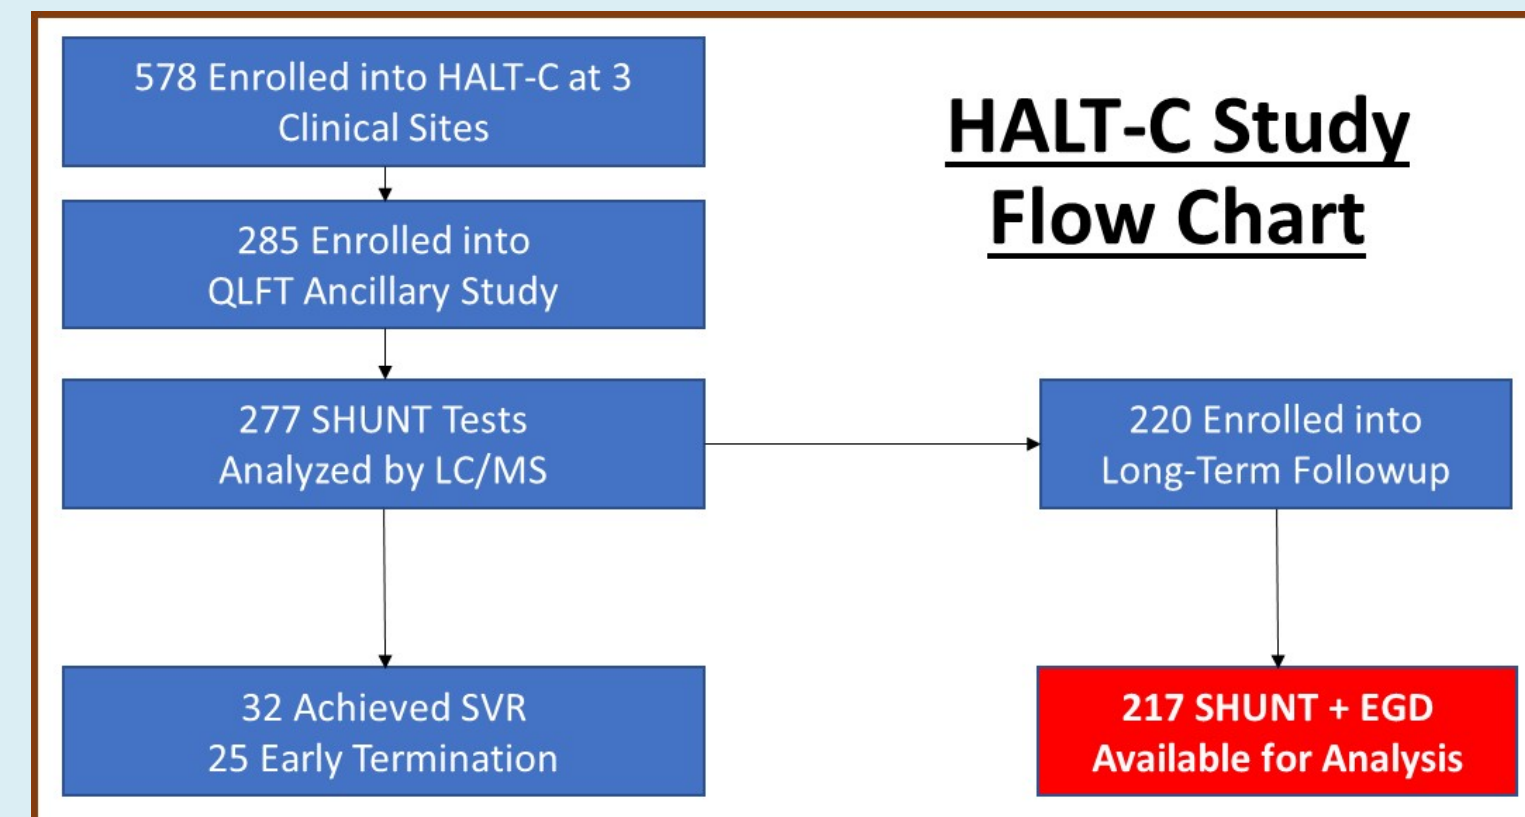 578 Enrolled into HALT-C at 3
Clinical Sites
HALT-C Study
Flow Chart
285 Enrolled into
QLFT Ancillary Study
277 SHUNT Tests
Analyzed by LC/MS
220 Enrolled into
Long-Term Followup
32 Achieved SVR
25 Early Termination
217 SHUNT + EGD
Available for Analysis